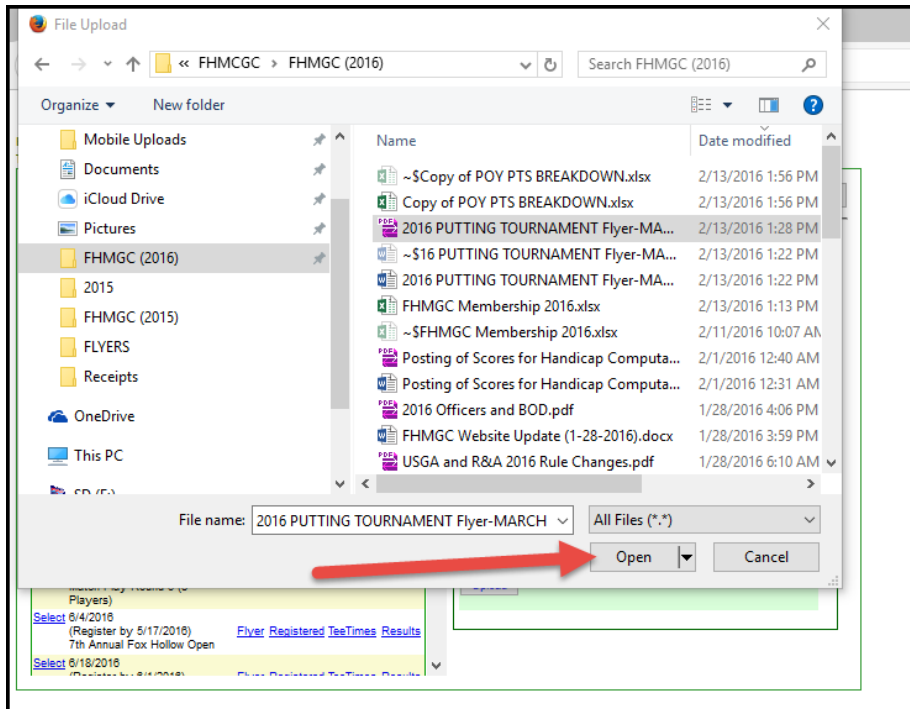 File Upload
« FHMCGC > FHMGC (2016)
Search FHMGC (2016)
Organize
New folder
Name
Date modified
Mobile Uploads
Documents
iCloud Drive
Pictures
FHMGC (2016)
2015
FHMGC (2015)
FLYERS
Receipts
OneDrive
This PC
SD (F:)
~$Copy of POY PTS BREAKDOWN.xlsx 2/13/2016 1:56 PM
Copy of POY PTS BREAKDOWN.xlsx 2/13/2016 1:56 PM
2016 PUTTING TOURNAMENT Flyer-MA... 2/13/2016 1:28 PM
~$16 PUTTING TOURNAMENT Flyer-MA... 2/13/2016 1:22 PM
2016 PUTTING TOURNAMENT Flyer-MA... 2/13/2016 1:22 PM
FHMGC Membership 2016.xlsx 2/13/2016 1:13 PM
~$FHMGC Membership 2016.xlsx 2/11/2016 10:07 AM
Posting of Scores for Handicap Computa... 2/1/2016 12:40 AM
Posting of Scores for Handicap Computa... 2/1/2016 12:31 AM
2016 Officers and BOD.pdf 1/28/2016 4:06 PM
FHMGC Website Update (1-28-2016).docx 1/28/2016 3:59 PM
USGA and R&A 2016 Rule Changes.pdf 1/28/2016 6:10 AM
File name: 2016 PUTTING TOURNAMENT Flyer-MARCH
All Files (*.*)
Open
Cancel
Players)
Select 6/4/2016
(Register by 5/17/2016) Flyer Registered TeeTimes Results
7th Annual Fox Hollow Open
Select 6/18/2016
(Register by 6/1/2016) Flyer Registered TeeTimes Results